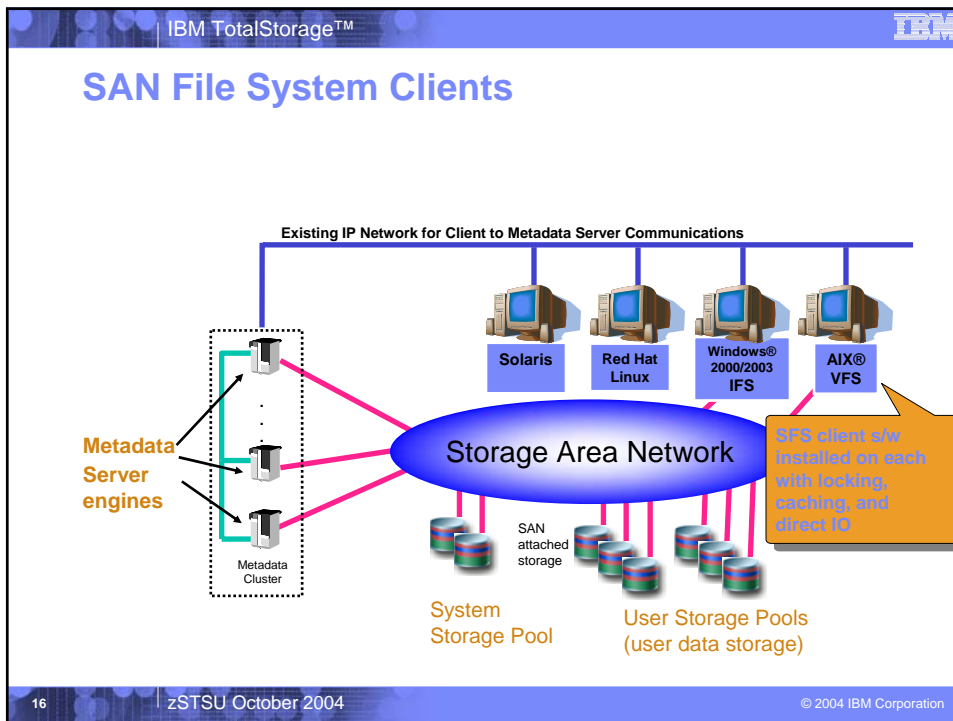 IBM TotalStorage™
IBM
SAN File System Clients
Existing IP Network for Client to Metadata Server Communications
Solaris
Red Hat
Linux
Windows®
2000/2003
IFS
AIX®
VFS
Metadata
Server
engines
.
.
.
Storage Area Network
SFS client s/w
installed on each
with locking,
caching, and
direct IO
Metadata
Cluster
SAN
attached
storage
System
Storage Pool
User Storage Pools
(user data storage)
16
zSTSU October 2004
© 2004 IBM Corporation